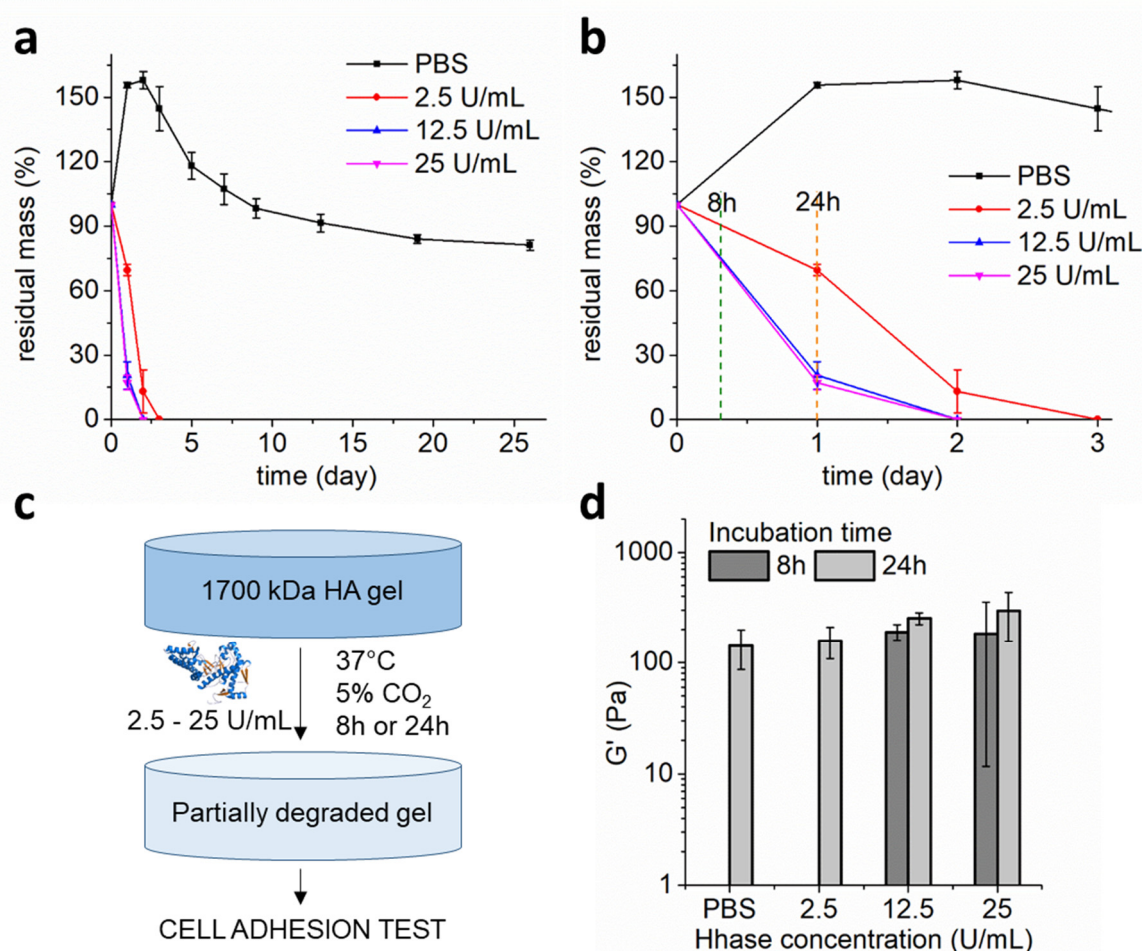 a
PBS
2.5 U/mL
12.5 U/mL
25 U/mL
150
120
90
60
30
0
residual mass (%)
0 5 10 15 20 25
time (day)
b
8h 24h
PBS
2.5 U/mL
12.5 U/mL
25 U/mL
150
120
90
60
30
0
residual mass (%)
0 1 2 3
time (day)
c
1700 kDa HA gel
2.5 - 25 U/mL
37°C
5% CO2
8h or 24h
Partially degraded gel
CELL ADHESION TEST
d
Incubation time
8h 24h
1000
100
10
1
G' (Pa)
PBS 2.5 12.5 25
Hhase concentration (U/mL)